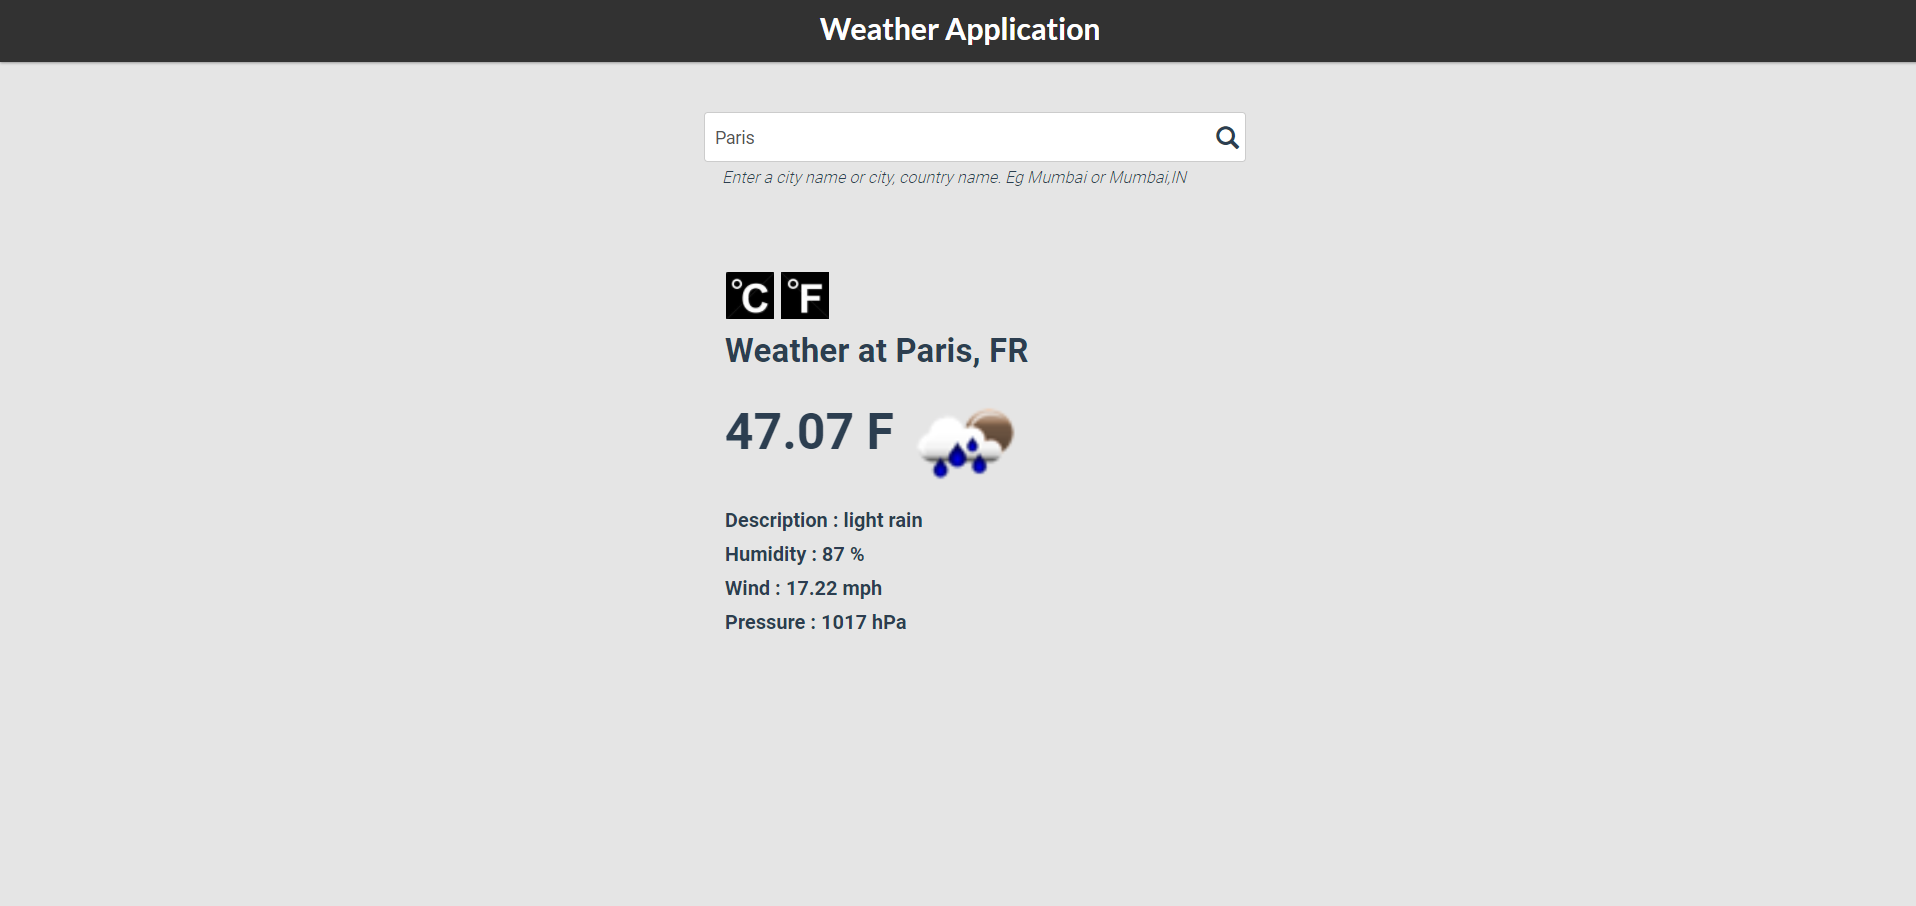 Weather Application
Paris
Enter a city name or city, country name. Eg Mumbai or Mumbai,IN
°C °F
Weather at Paris, FR
47.07 F
Description : light rain
Humidity : 87 %
Wind : 17.22 mph
Pressure : 1017 hPa